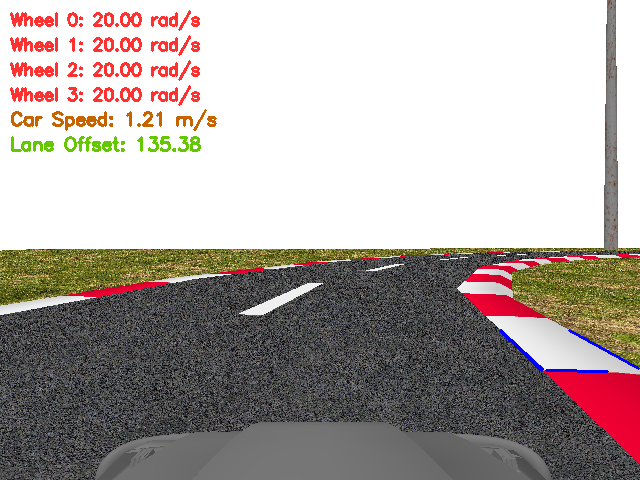 Wheel 0: 20.00 rad/s
Wheel 1: 20.00 rad/s
Wheel 2: 20.00 rad/s
Wheel 3: 20.00 rad/s
Car Speed: 1.21 m/s
Lane Offset: 135.38